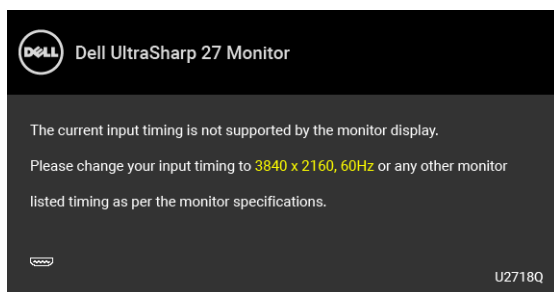 DELL Dell UltraSharp 27 Monitor
The current input timing is not supported by the monitor display.
Please change your input timing to 3840 x 2160, 60Hz or any other monitor
listed timing as per the monitor specifications.
U2718Q